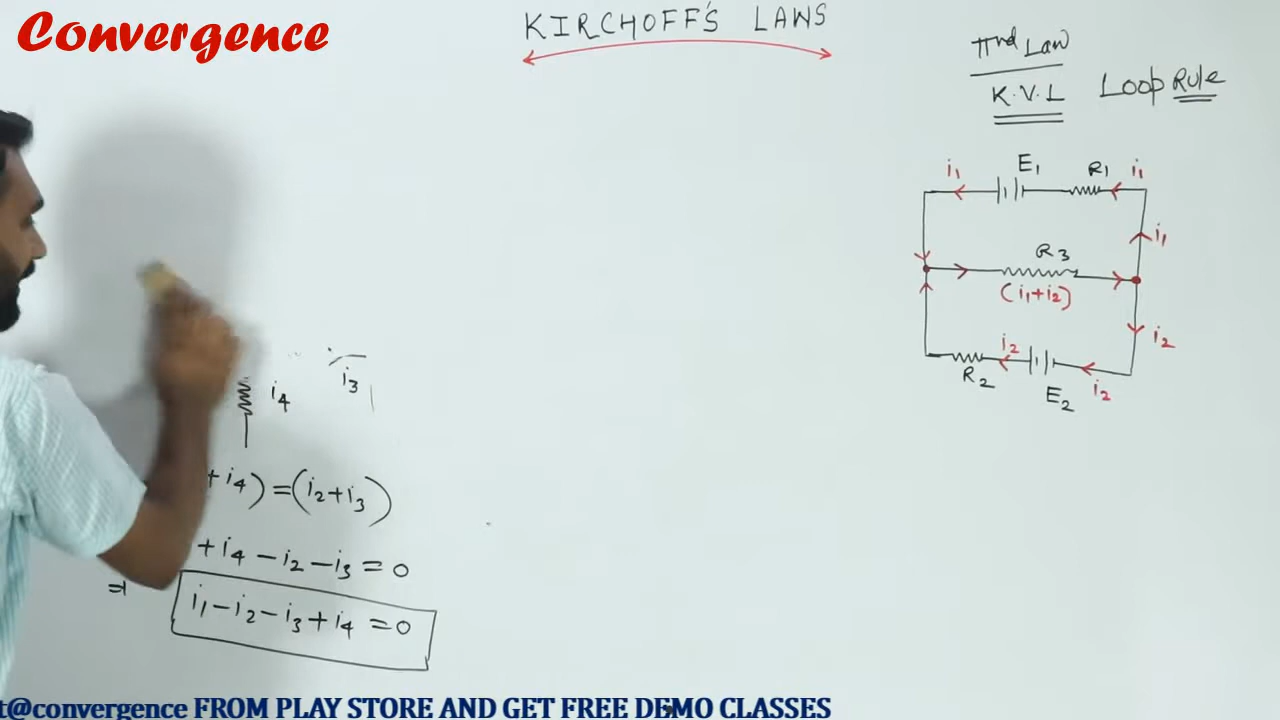 Convergence
KIRCHOFF'S LAWS
IInd Law
K.V.L Loop Rule
i₁ E₁ R₁ i₁
i₁
R₃
(i₁+i₂)
i₂
i₂
R₂ E₂ i₂
i₄ i₃
+i₄) = (i₂+i₃)
+i₄ - i₂ - i₃ = 0
⇒ i₁ - i₂ - i₃ + i₄ = 0
t@convergence FROM PLAY STORE AND GET FREE DEMO CLASSES